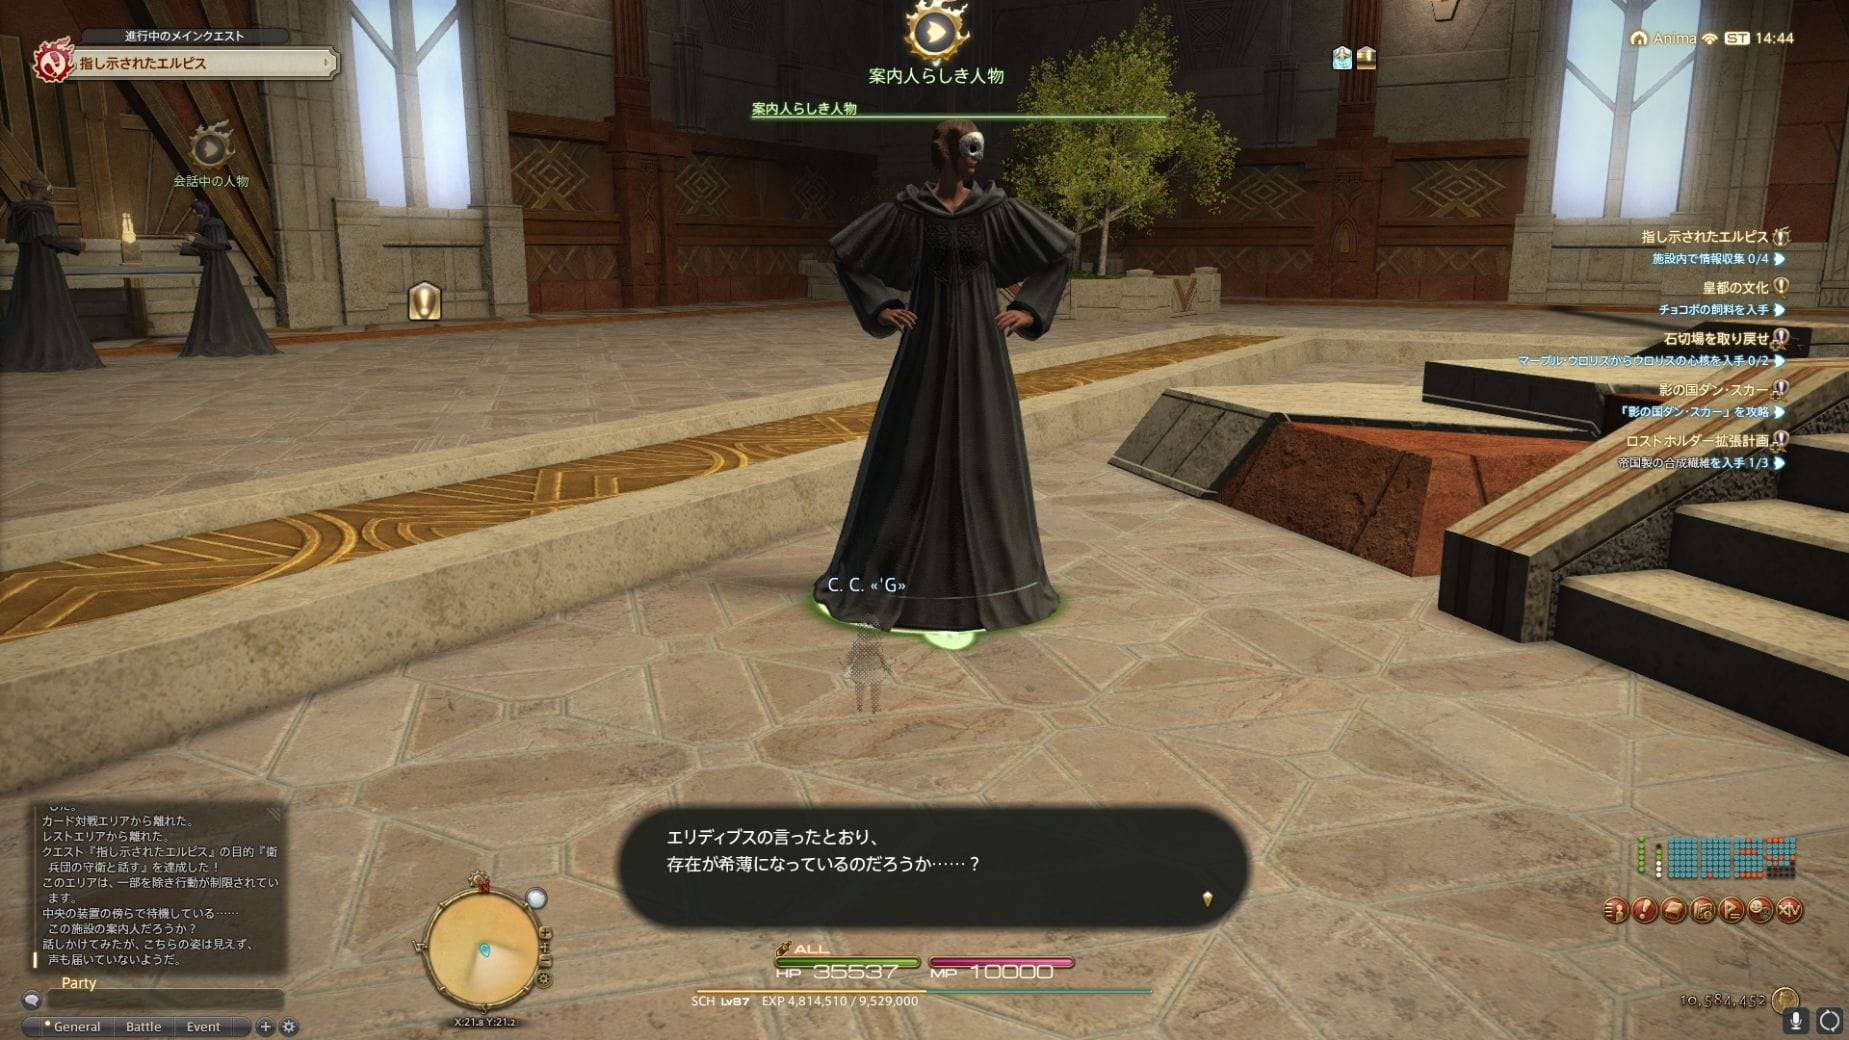 進行中のメインクエスト
指し示されたエルピス
案内人らしき人物
案内人らしき人物
会話中の人物
Anima ST 14:44
指し示されたエルピス
施設内で情報収集 0/4
皇都の文化
チョコボの飼料を入手
石切場を取り戻せ
マーブル・ウロリスからウロリスの心核を入手 0/2
影の国ダン・スカー
「影の国ダン・スカー」を攻略
ロストホルダー拡張計画
帝国製の合成繊維を入手 1/3
C. C. «'G»
した。
カード対戦エリアから離れた。
レストエリアから離れた。
クエスト『指し示されたエルピス』の目的『衛
兵団の守衛と話す』を達成した！
このエリアは、一部を除き行動が制限されてい
ます。
中央の装置の傍らで待機している……
この施設の案内人だろうか？
話しかけてみたが、こちらの姿は見えず、
声も届いていないようだ。
Party
General Battle Event
エリディブスの言ったとおり、
存在が希薄になっているのだろうか……？
N
X:21.8 Y:21.2
ALL
HP 35537 MP 10000
SCH Lv87 EXP 4,814,510 / 9,529,000
XIV
10,584,452